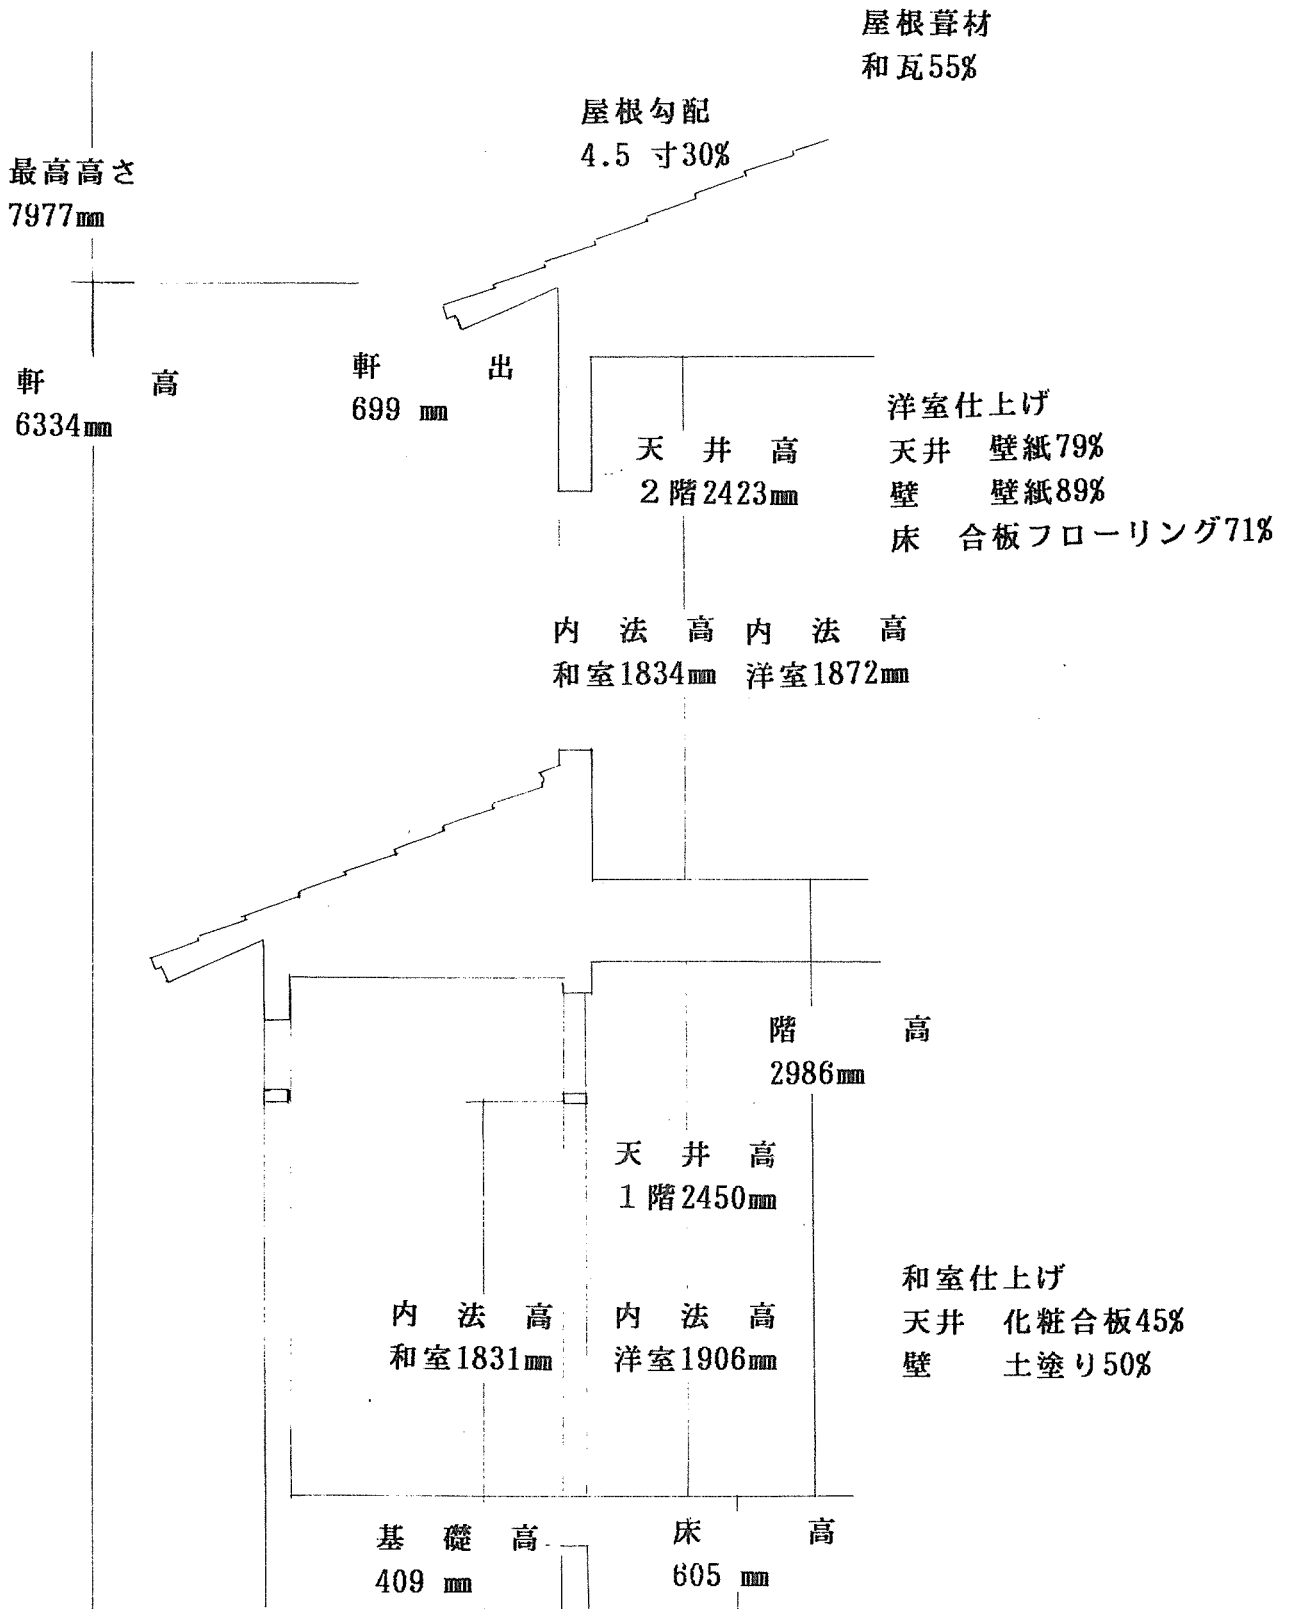 屋根葺材
和瓦55%
屋根勾配
4.5 寸30%
最高高さ
7977㎜
軒 高
6334㎜
軒 出
699 ㎜
天 井 高
2階2423㎜
洋室仕上げ
天井 壁紙79%
壁 壁紙89%
床 合板フローリング71%
内 法 高 内 法 高
和室1834㎜ 洋室1872㎜
階 高
2986㎜
天 井 高
1階2450㎜
内 法 高 内 法 高
和室1831㎜ 洋室1906㎜
和室仕上げ
天井 化粧合板45%
壁 土塗り50%
基 礎 高
409 ㎜
床 高
605 ㎜